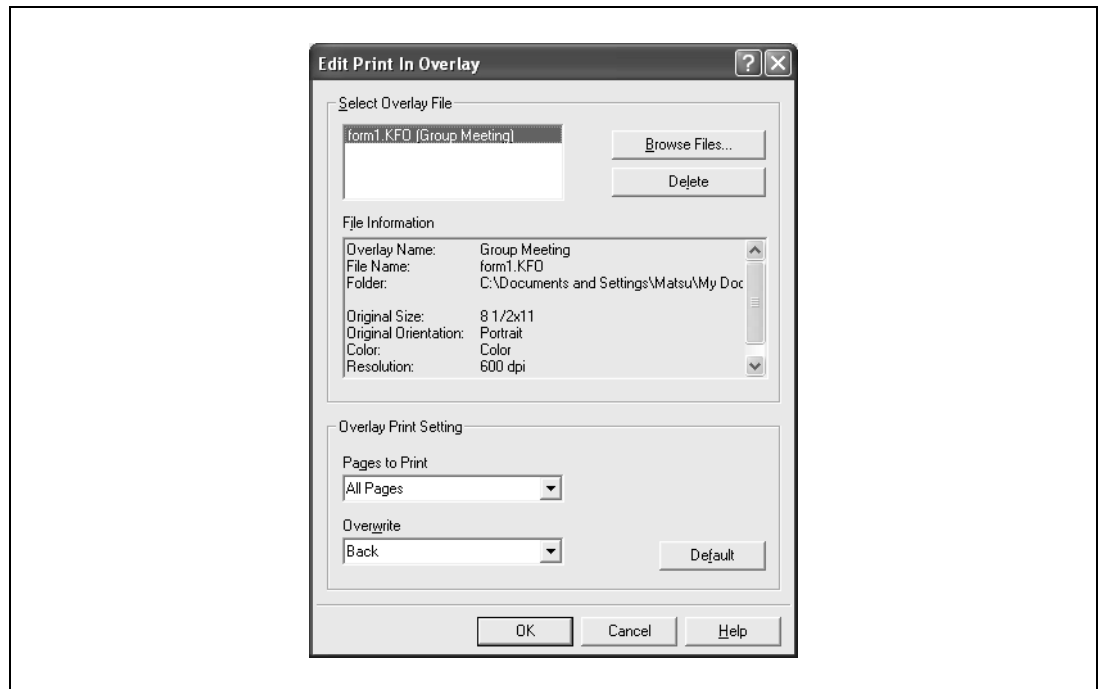 Edit Print In Overlay
Select Overlay File
form1.KFO (Group Meeting)
Browse Files...
Delete
File Information
Overlay Name: Group Meeting
File Name: form1.KFO
Folder: C:\Documents and Settings\Matsu\My Doc
Original Size: 8 1/2x11
Original Orientation: Portrait
Color: Color
Resolution: 600 dpi
Overlay Print Setting
Pages to Print
All Pages
Overwrite
Back
Default
OK Cancel Help